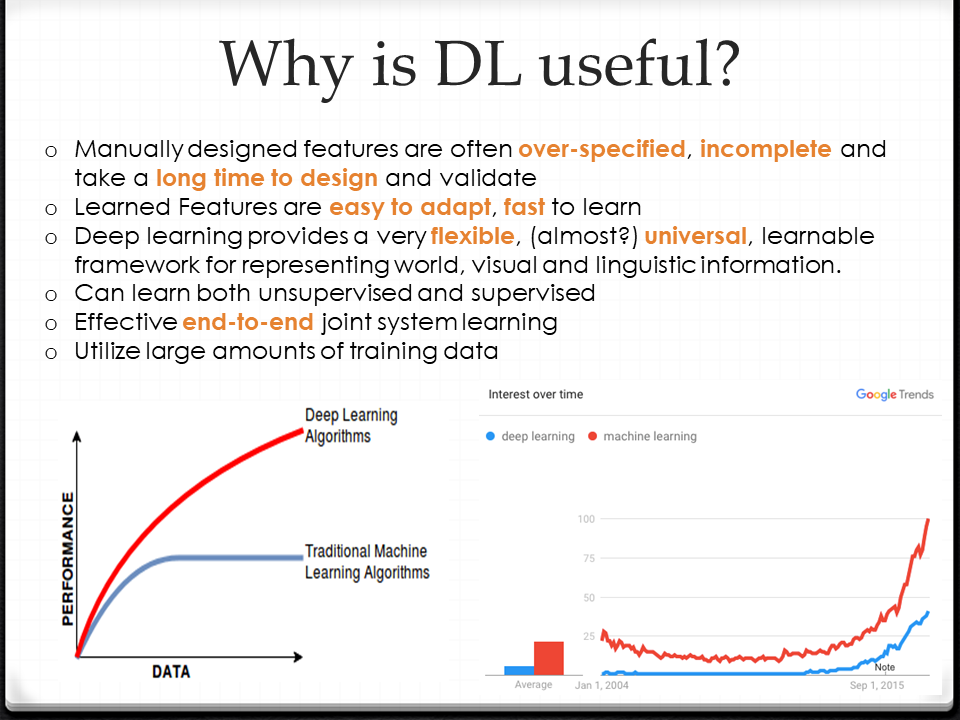 Why is DL useful?
o Manually designed features are often over-specified, incomplete and
take a long time to design and validate
o Learned Features are easy to adapt, fast to learn
o Deep learning provides a very flexible, (almost?) universal, learnable
framework for representing world, visual and linguistic information.
o Can learn both unsupervised and supervised
o Effective end-to-end joint system learning
o Utilize large amounts of training data
Deep Learning
Algorithms
PERFORMANCE
Traditional Machine
Learning Algorithms
DATA
Interest over time
Google Trends
deep learning
machine learning
100
75
50
25
Note
Average
Jan 1, 2004
Sep 1, 2015